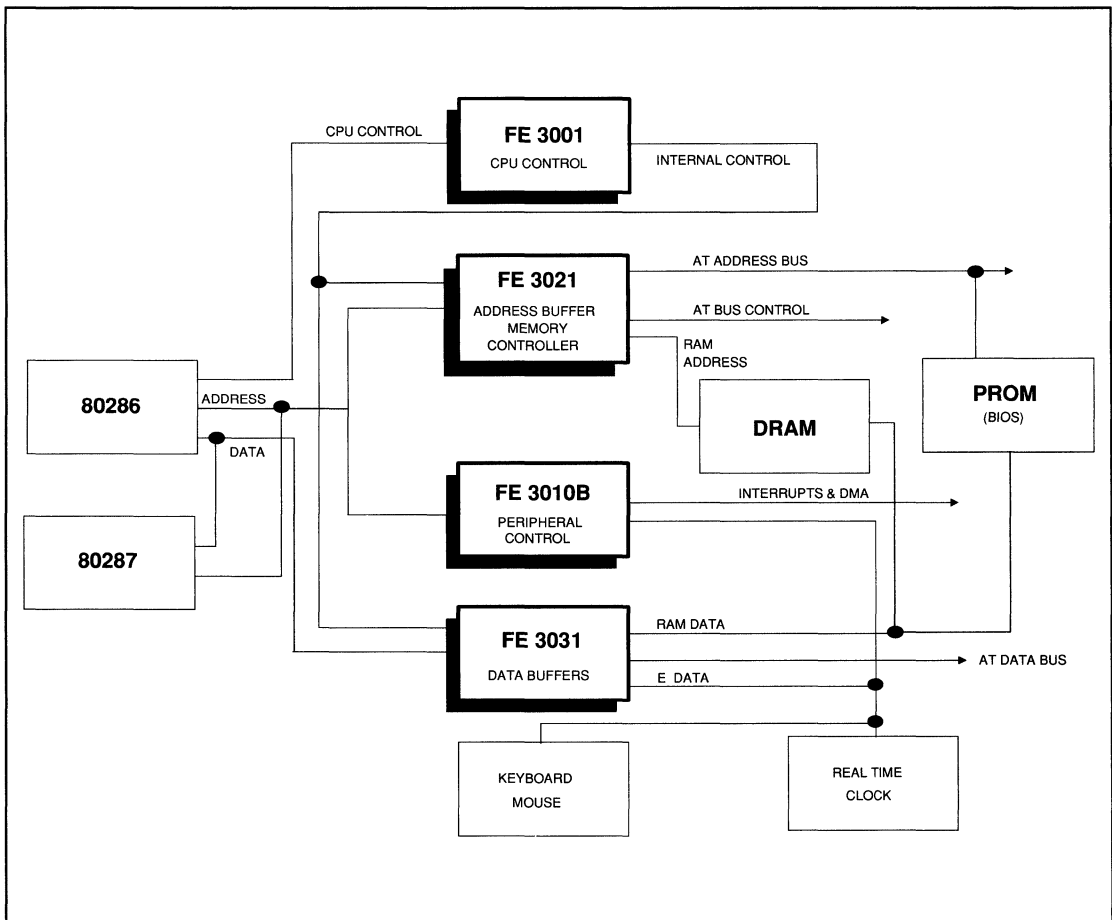 CPU CONTROL
FE 3001
CPU CONTROL
INTERNAL CONTROL
FE 3021
ADDRESS BUFFER
MEMORY
CONTROLLER
AT ADDRESS BUS
AT BUS CONTROL
RAM
ADDRESS
80286
ADDRESS
DATA
DRAM
PROM
(BIOS)
FE 3010B
PERIPHERAL
CONTROL
INTERRUPTS & DMA
80287
FE 3031
DATA BUFFERS
RAM DATA
AT DATA BUS
E DATA
KEYBOARD
MOUSE
REAL TIME
CLOCK